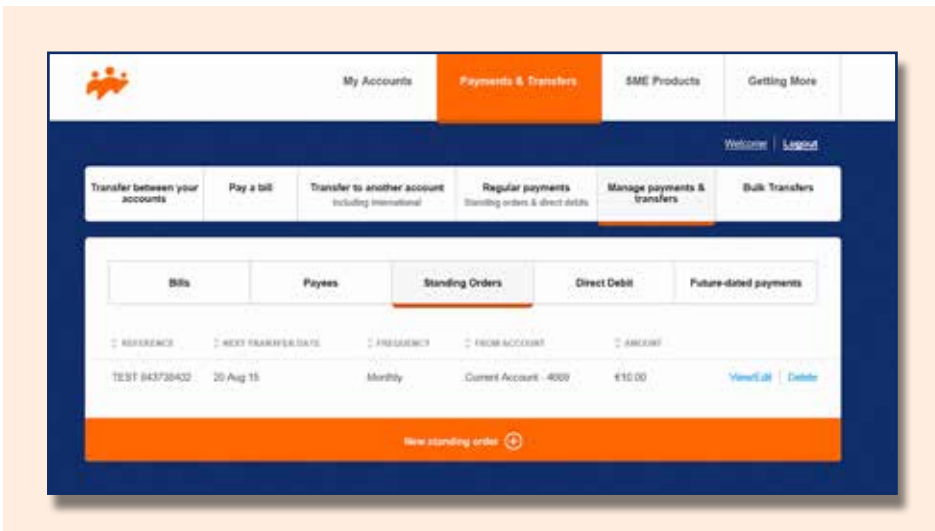 My Accounts
Payments & Transfers
SME Products
Getting More
Welcome | Logout
Transfer between your accounts
Pay a bill
Transfer to another account
Including International
Regular payments
Standing orders & direct debits
Manage payments & transfers
Bulk Transfers
Bills
Payees
Standing Orders
Direct Debit
Future-dated payments
REFERENCE
NEXT TRANSFER DATE
FREQUENCY
FROM ACCOUNT
AMOUNT
TEST
20 Aug 15
Monthly
Current Account -
€10.00
View/Edit | Delete
New standing order